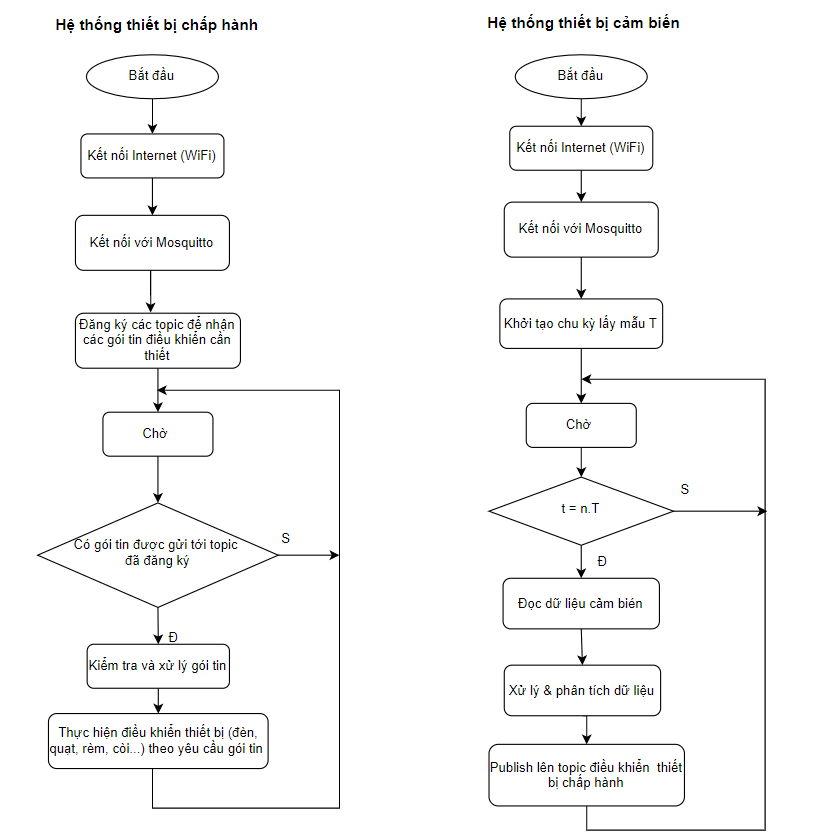 Hệ thống thiết bị chấp hành
Bắt đầu
Kết nối Internet (WiFi)
Kết nối với Mosquitto
Đăng ký các topic để nhận
các gói tin điều khiển cần
thiết
Chờ
Có gói tin được gửi tới topic
đã đăng ký
S
Đ
Kiểm tra và xử lý gói tin
Thực hiện điều khiển thiết bị (đèn,
quạt, rèm, còi...) theo yêu cầu gói tin
Hệ thống thiết bị cảm biến
Bắt đầu
Kết nối Internet (WiFi)
Kết nối với Mosquitto
Khởi tạo chu kỳ lấy mẫu T
Chờ
t = n.T
S
Đ
Đọc dữ liệu cảm bién
Xử lý & phân tích dữ liệu
Publish lên topic điều khiển thiết
bị chấp hành